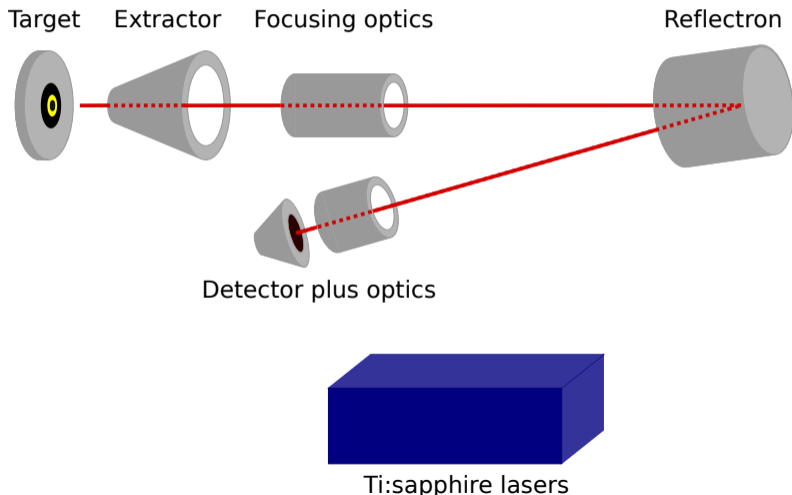 Target
Extractor
Focusing optics
Reflectron
Detector plus optics
Ti:sapphire lasers